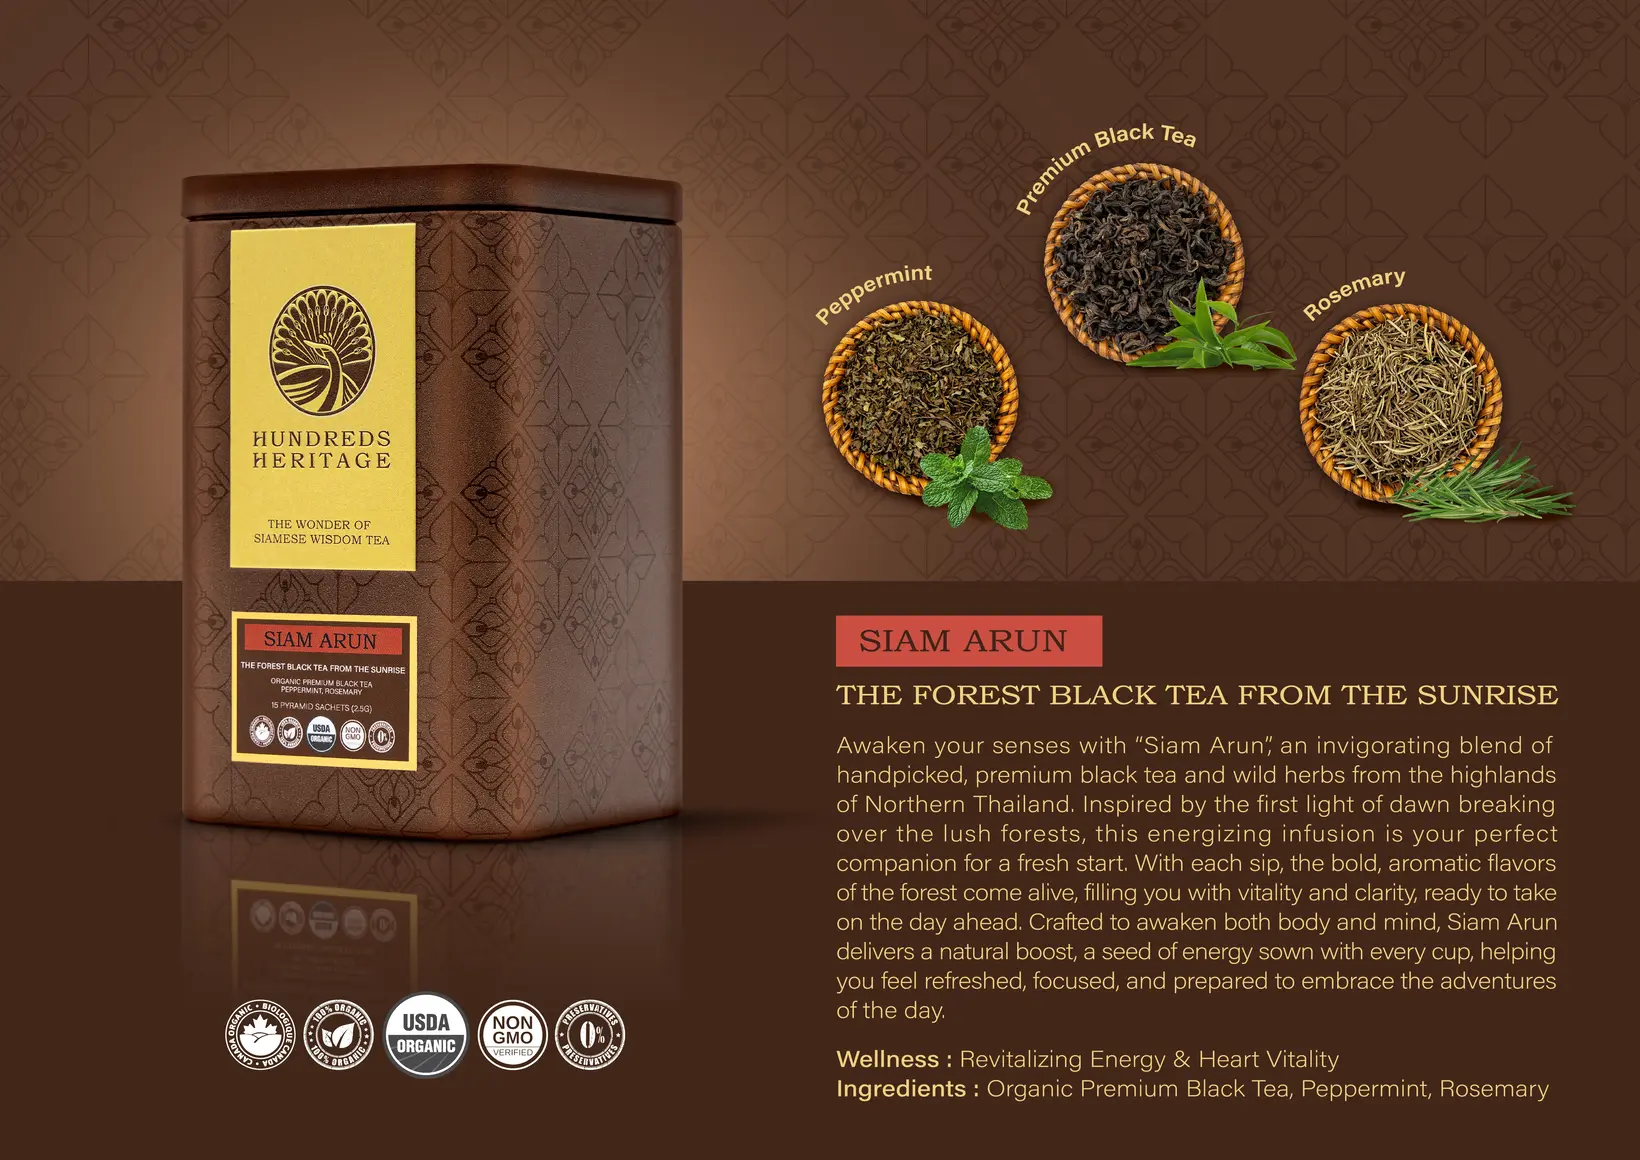 HUNDREDS
HERITAGE
THE WONDER OF
SIAMESE WISDOM TEA
SIAM ARUN
THE FOREST BLACK TEA FROM THE SUNRISE
ORGANIC PREMIUM BLACK TEA
PEPPERMINT, ROSEMARY
15 PYRAMID SACHETS (2.5G)
USDA
ORGANIC
NON
GMO
0%
CANADA ORGANIC • BIOLOGIQUE CANADA
100% ORGANIC
100% ORGANIC
USDA
ORGANIC
NON
GMO
VERIFIED
PRESERVATIVES
0%
PRESERVATIVES
Peppermint
Premium Black Tea
Rosemary
SIAM ARUN
THE FOREST BLACK TEA FROM THE SUNRISE
Awaken your senses with “Siam Arun”, an invigorating blend of
handpicked, premium black tea and wild herbs from the highlands
of Northern Thailand. Inspired by the first light of dawn breaking
over the lush forests, this energizing infusion is your perfect
companion for a fresh start. With each sip, the bold, aromatic flavors
of the forest come alive, filling you with vitality and clarity, ready to take
on the day ahead. Crafted to awaken both body and mind, Siam Arun
delivers a natural boost, a seed of energy sown with every cup, helping
you feel refreshed, focused, and prepared to embrace the adventures
of the day.
Wellness : Revitalizing Energy & Heart Vitality
Ingredients : Organic Premium Black Tea, Peppermint, Rosemary